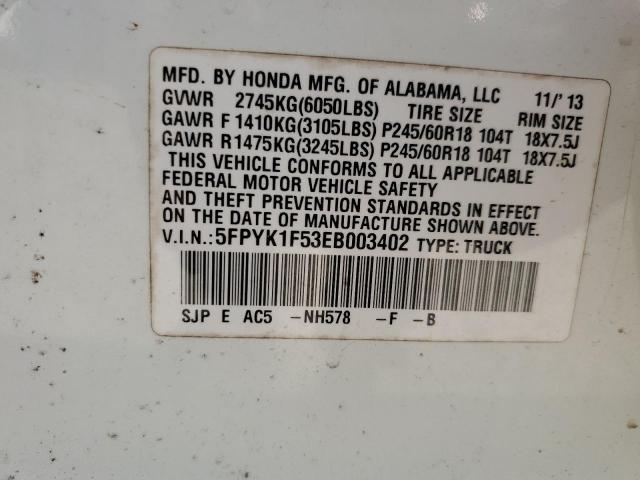 MFD. BY HONDA MFG. OF ALABAMA, LLC 11/'13
GVWR 2745KG(6050LBS) TIRE SIZE RIM SIZE
GAWR F1410KG(3105LBS) P245/60R18 104T 18X7.5J
GAWR R1475KG(3245LBS) P245/60R18 104T 18X7.5J
THIS VEHICLE CONFORMS TO ALL APPLICABLE
FEDERAL MOTOR VEHICLE SAFETY
AND THEFT PREVENTION STANDARDS IN EFFECT
ON THE DATE OF MANUFACTURE SHOWN ABOVE.
V.I.N.:5FPYK1F53EB003402 TYPE: TRUCK
SJP E AC5 -NH578 -F -B